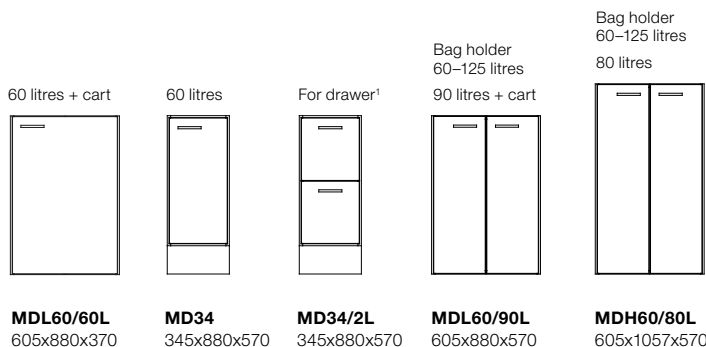 60 litres + cart
60 litres
For drawer¹
Bag holder
60–125 litres
90 litres + cart
Bag holder
60–125 litres
80 litres
MDL60/60L
605x880x370
MD34
345x880x570
MD34/2L
345x880x570
MDL60/90L
605x880x570
MDH60/80L
605x1057x570